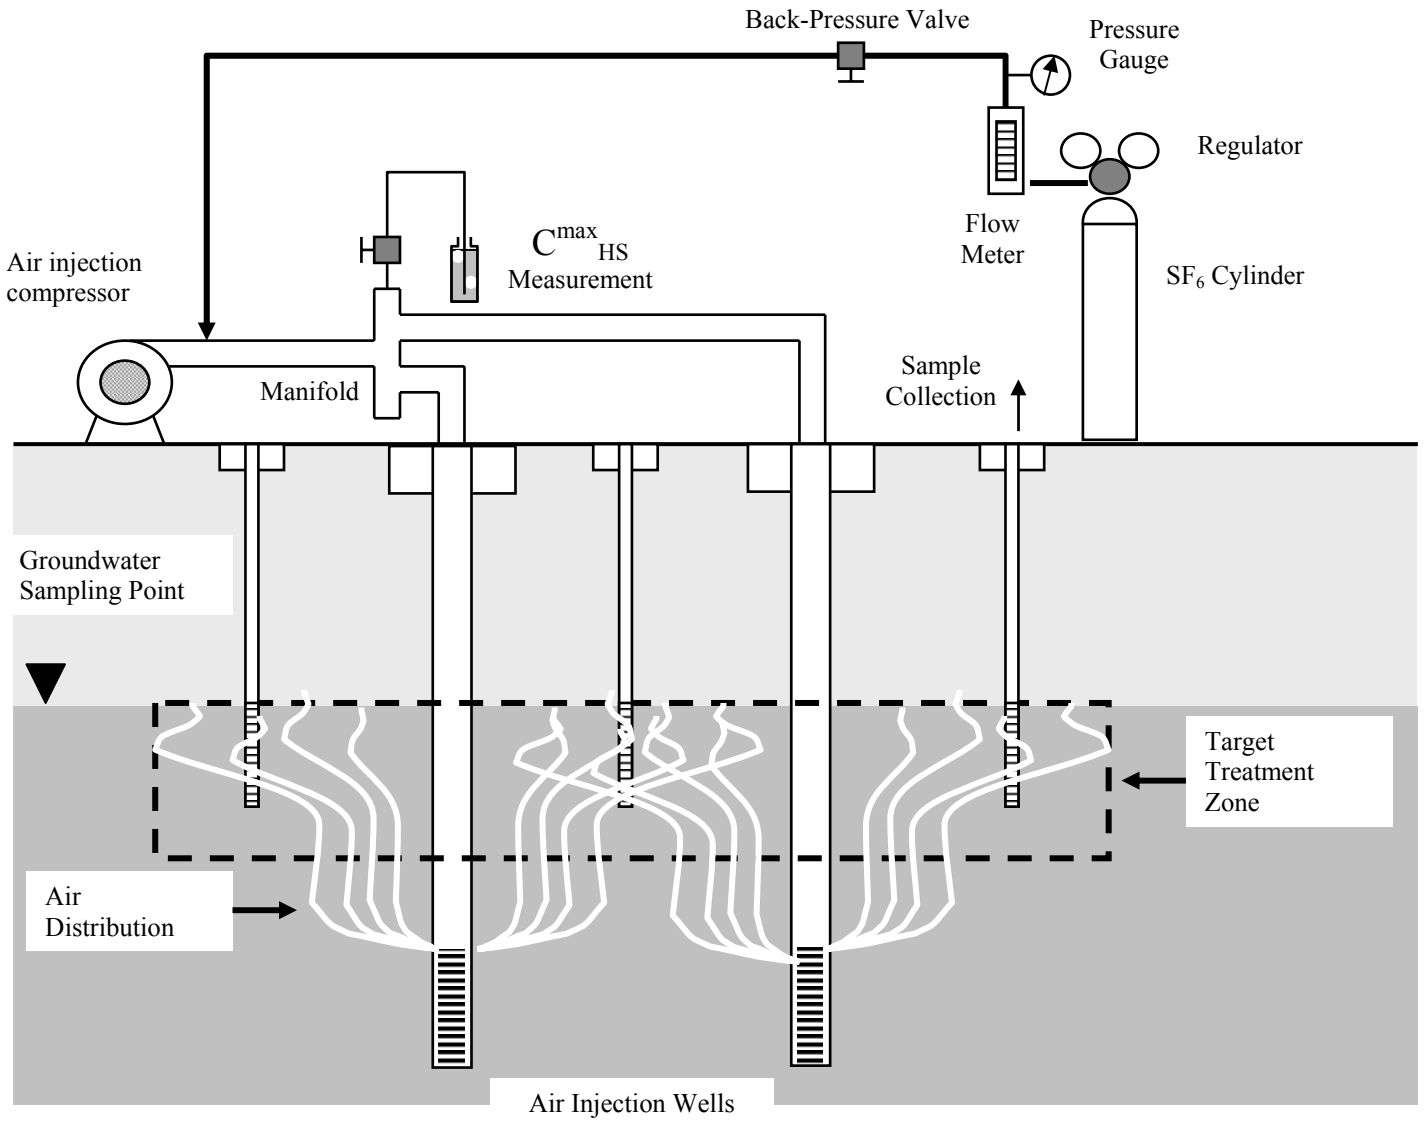 Back-Pressure Valve
Pressure
Gauge
Regulator
Flow
Meter
SF₆ Cylinder
C^max_HS
Measurement
Air injection
compressor
Manifold
Sample
Collection
Groundwater
Sampling Point
Target
Treatment
Zone
Air
Distribution
Air Injection Wells